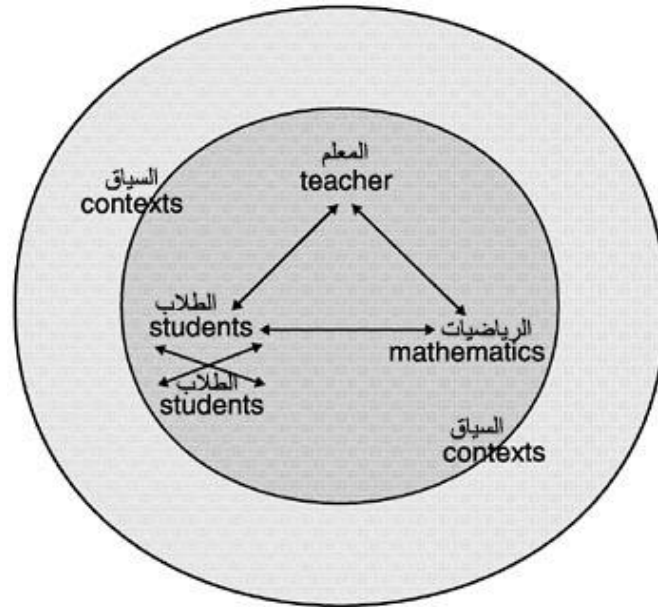 المعلم
teacher
السياق
contexts
الطلاب
students
الرياضيات
mathematics
الطلاب
students
السياق
contexts